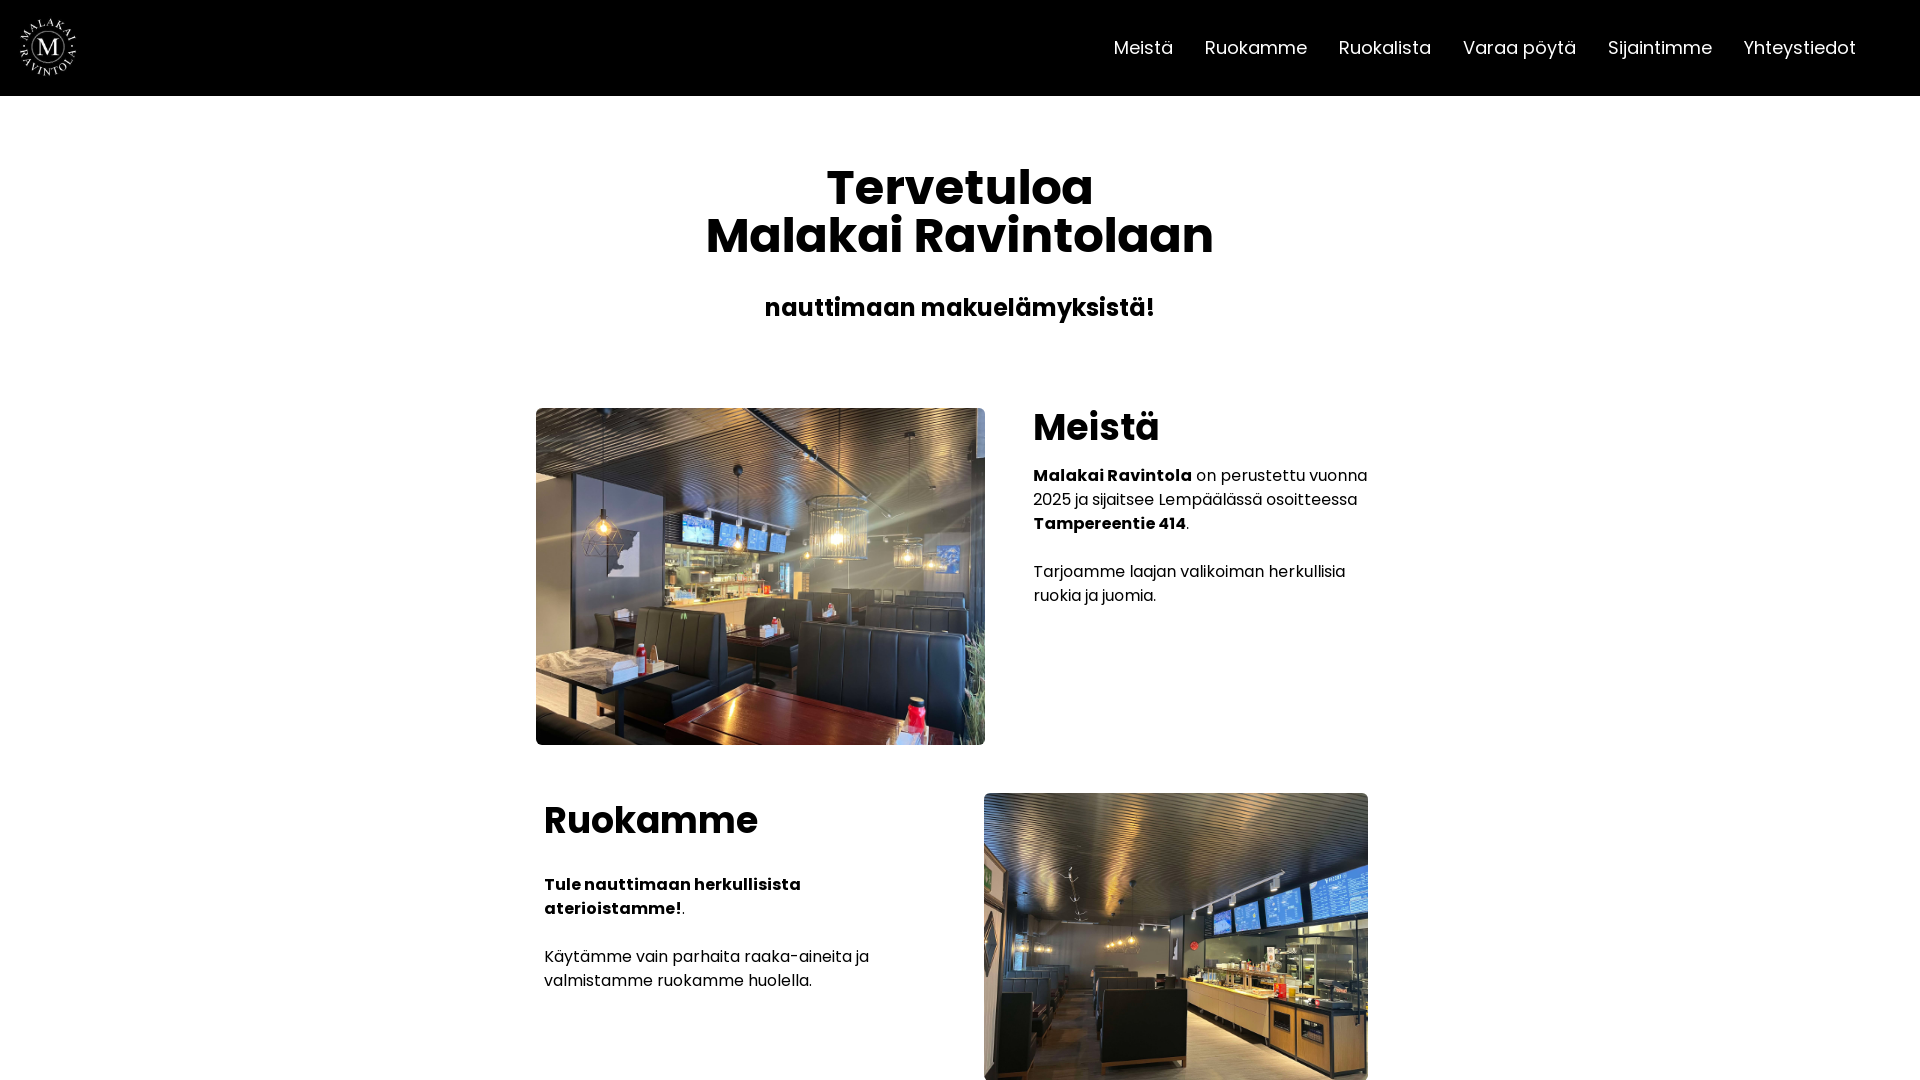 MALAKAI
M
RAVINTOLA
Meistä
Ruokamme
Ruokalista
Varaa pöytä
Sijaintimme
Yhteystiedot
Tervetuloa
Malakai Ravintolaan
nauttimaan makuelämyksistä!
Meistä
Malakai Ravintola on perustettu vuonna
2025 ja sijaitsee Lempäälässä osoitteessa
Tampereentie 414.
Tarjoamme laajan valikoiman herkullisia
ruokia ja juomia.
Ruokamme
Tule nauttimaan herkullisista
aterioistamme!.
Käytämme vain parhaita raaka-aineita ja
valmistamme ruokamme huolella.